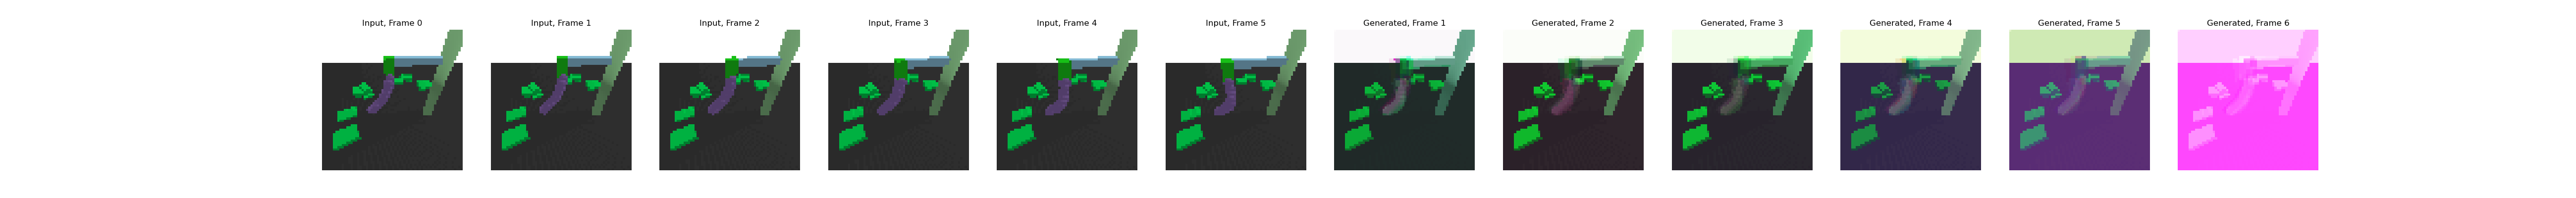 Input, Frame 0
Input, Frame 1
Input, Frame 2
Input, Frame 3
Input, Frame 4
Input, Frame 5
Generated, Frame 1
Generated, Frame 2
Generated, Frame 3
Generated, Frame 4
Generated, Frame 5
Generated, Frame 6